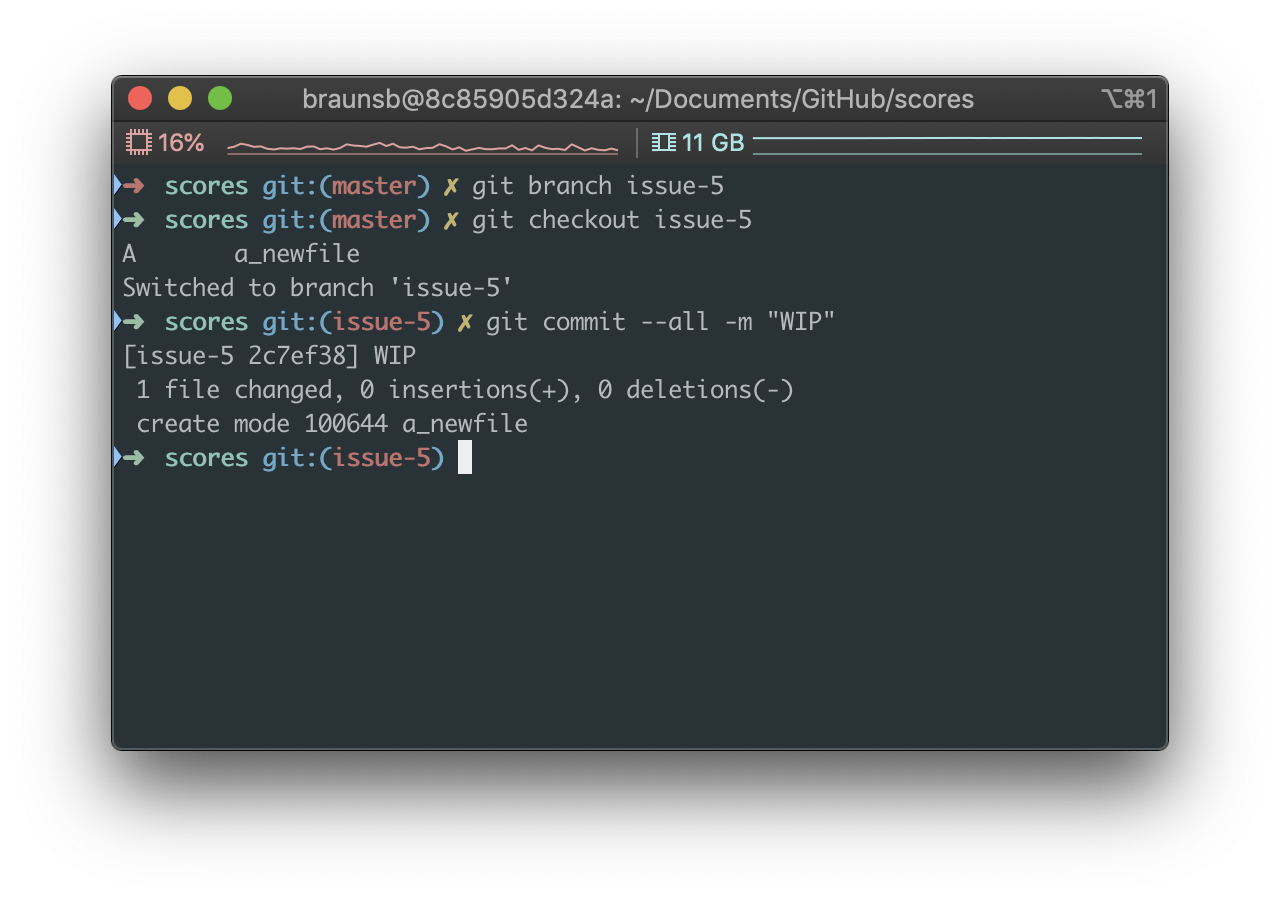 braunsb@8c85905d324a: ~/Documents/GitHub/scores ⌥⌘1
16% 11 GB
➜ scores git:(master) ✗ git branch issue-5
➜ scores git:(master) ✗ git checkout issue-5
A a_newfile
Switched to branch 'issue-5'
➜ scores git:(issue-5) ✗ git commit --all -m "WIP"
[issue-5 2c7ef38] WIP
1 file changed, 0 insertions(+), 0 deletions(-)
create mode 100644 a_newfile
➜ scores git:(issue-5)